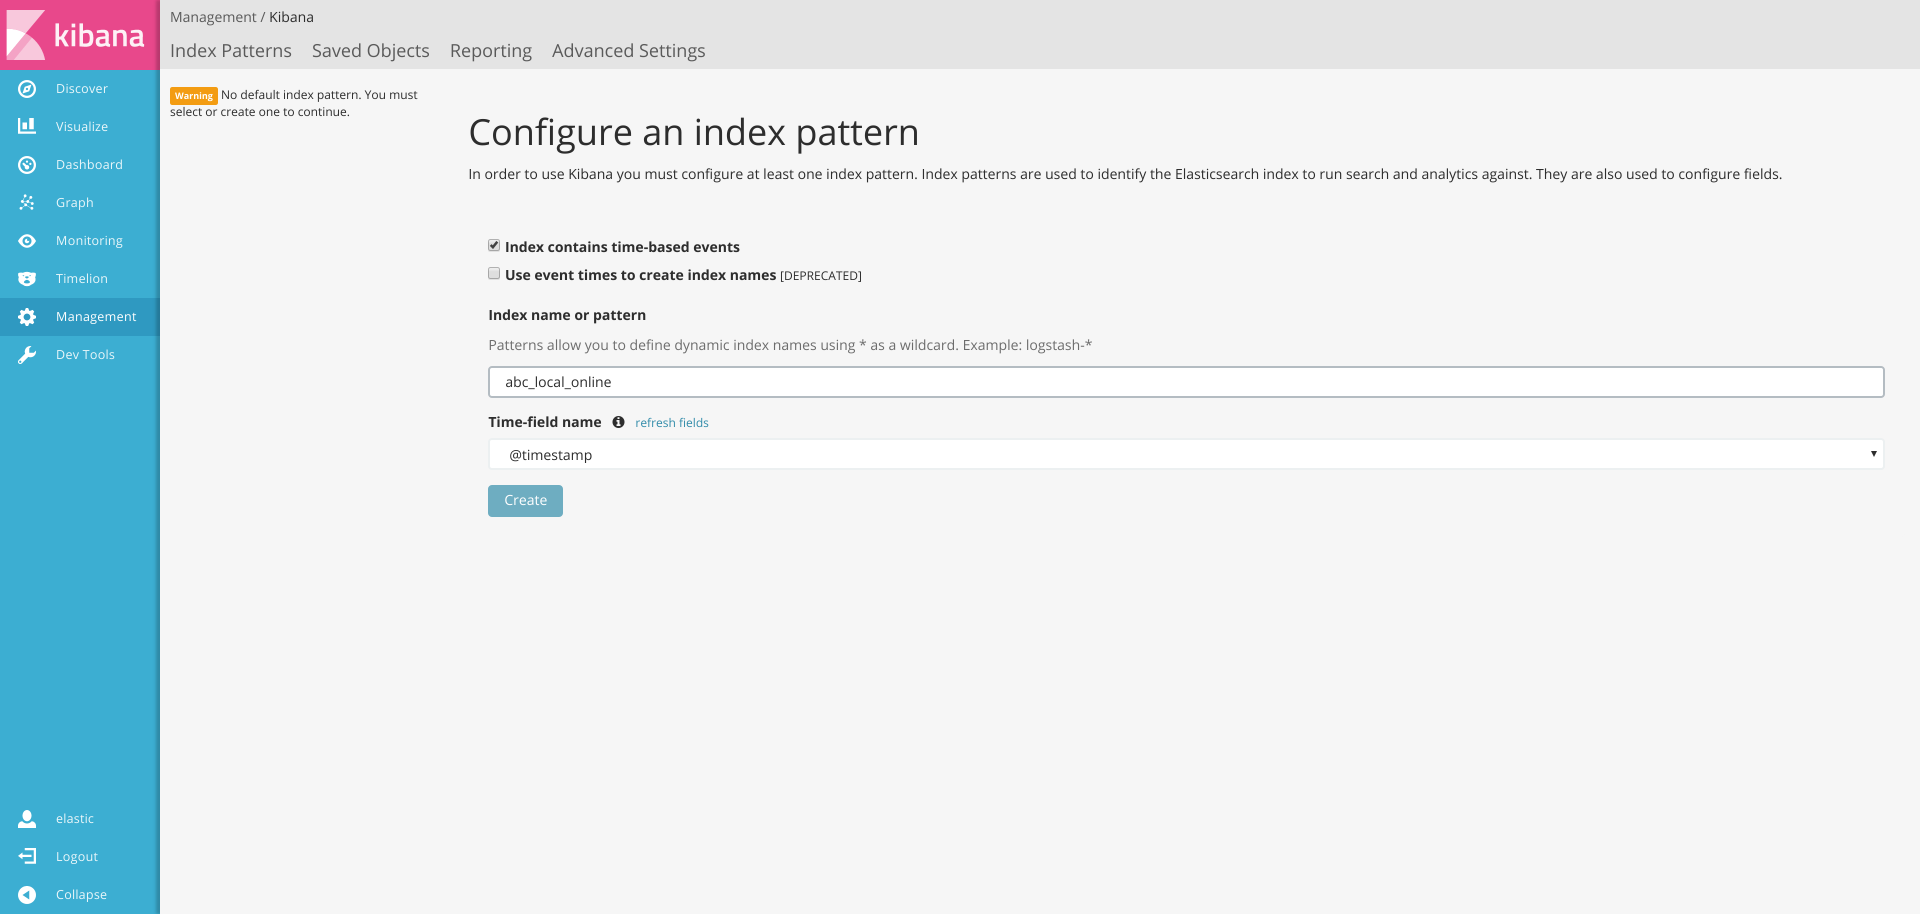 kibana
Discover
Visualize
Dashboard
Graph
Monitoring
Timelion
Management
Dev Tools
elastic
Logout
Collapse
Management / Kibana
Index Patterns Saved Objects Reporting Advanced Settings
Warning No default index pattern. You must
select or create one to continue.
Configure an index pattern
In order to use Kibana you must configure at least one index pattern. Index patterns are used to identify the Elasticsearch index to run search and analytics against. They are also used to configure fields.
Index contains time-based events
Use event times to create index names [DEPRECATED]
Index name or pattern
Patterns allow you to define dynamic index names using * as a wildcard. Example: logstash-*
abc_local_online
Time-field name refresh fields
@timestamp
Create